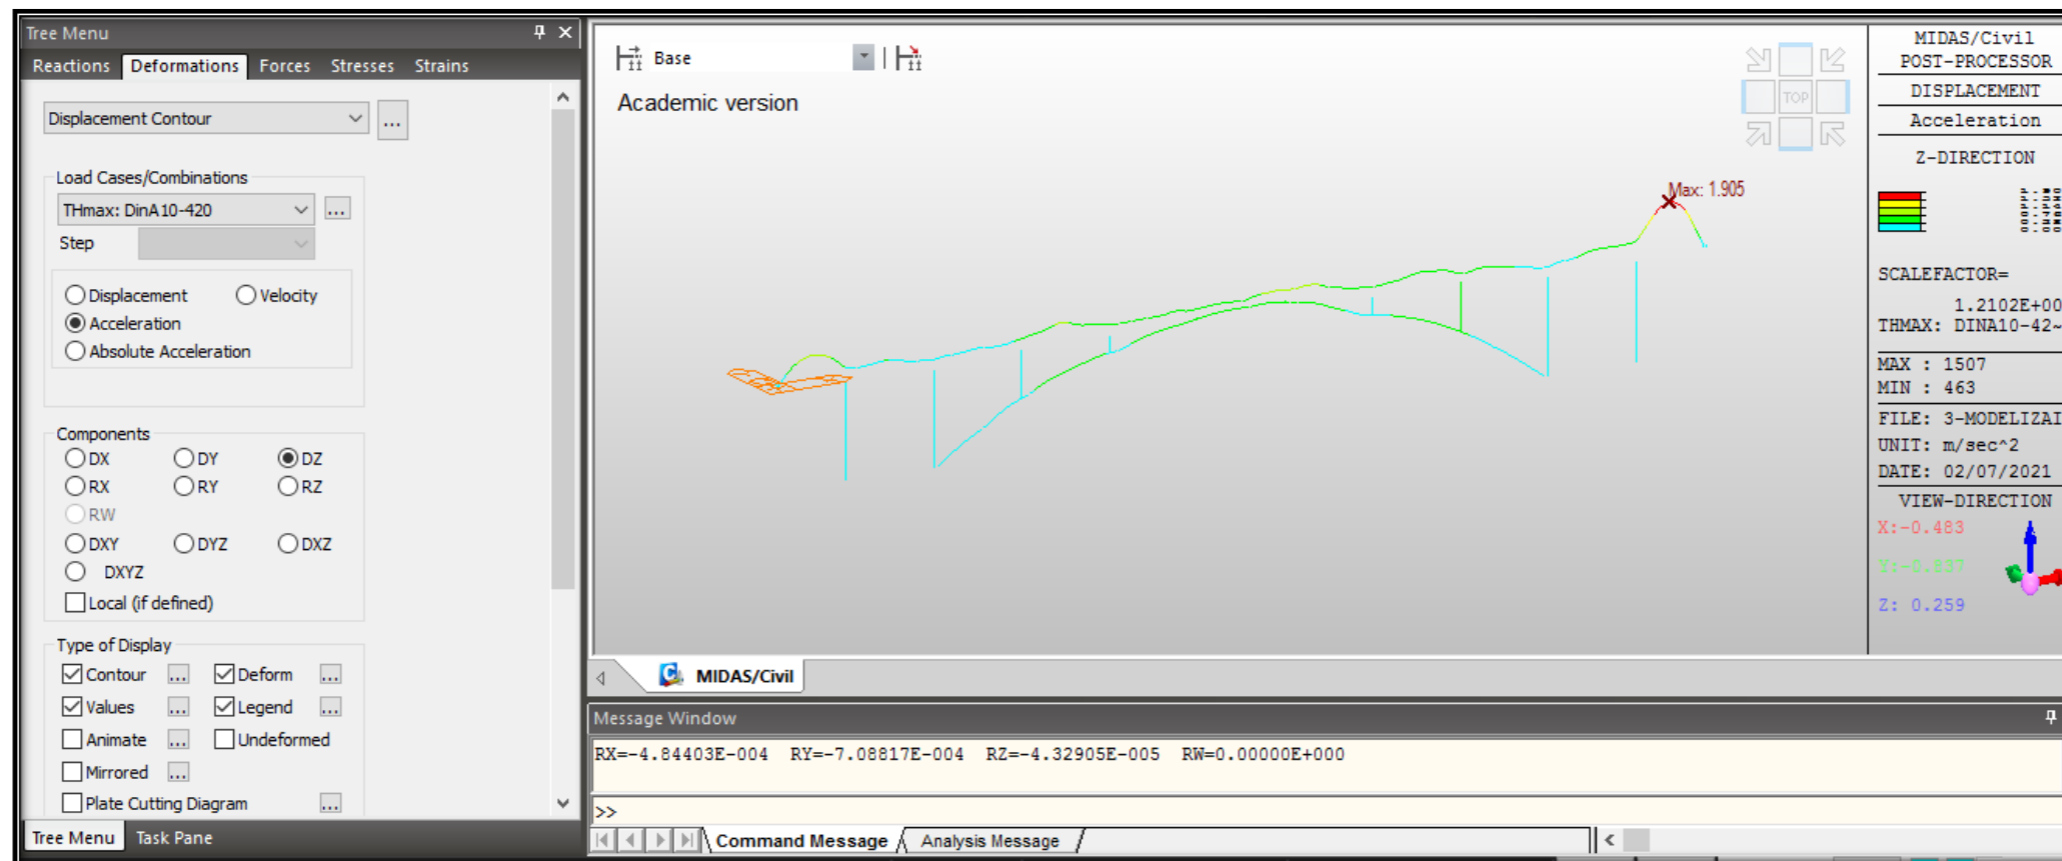 Tree Menu
Reactions Deformations Forces Stresses Strains
Displacement Contour
...
Load Cases/Combinations
THmax: DinA10-420
...
Step
Displacement Velocity
Acceleration
Absolute Acceleration
Components
DX DY DZ
RX RY RZ
RW
DXY DYZ DXZ
DXYZ
Local (if defined)
Type of Display
Contour ... Deform ...
Values ... Legend ...
Animate ... Undeformed
Mirrored ...
Plate Cutting Diagram ...
Tree Menu Task Pane
Base
Academic version
TOP
Max: 1.905
MIDAS/Civil
POST-PROCESSOR
DISPLACEMENT
Acceleration
Z-DIRECTION
SCALEFACTOR=
1.2102E+00
THMAX: DINA10-42~
MAX : 1507
MIN : 463
FILE: 3-MODELIZAI
UNIT: m/sec^2
DATE: 02/07/2021
VIEW-DIRECTION
X:-0.483
Y:-0.837
Z: 0.259
MIDAS/Civil
Message Window
RX=-4.84403E-004 RY=-7.08817E-004 RZ=-4.32905E-005 RW=0.00000E+000
>>
Command Message Analysis Message